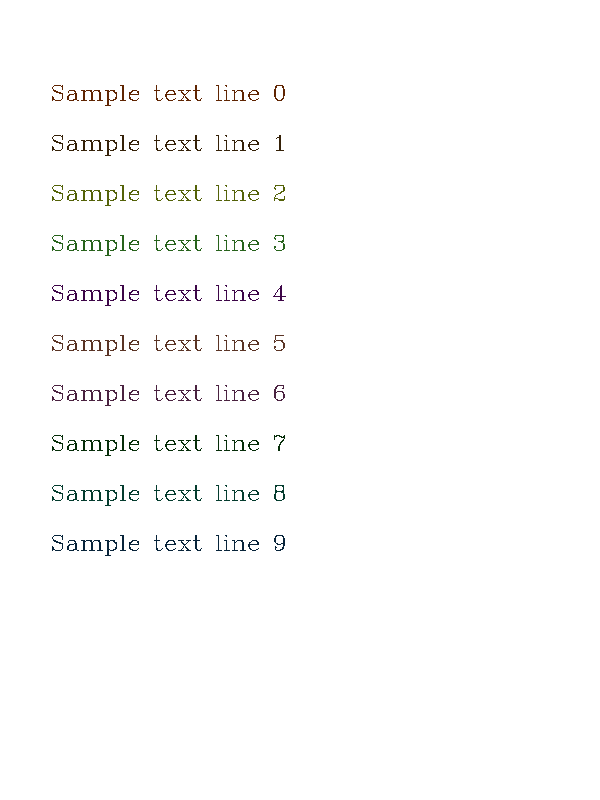 Sample text line 0
Sample text line 1
Sample text line 2
Sample text line 3
Sample text line 4
Sample text line 5
Sample text line 6
Sample text line 7
Sample text line 8
Sample text line 9